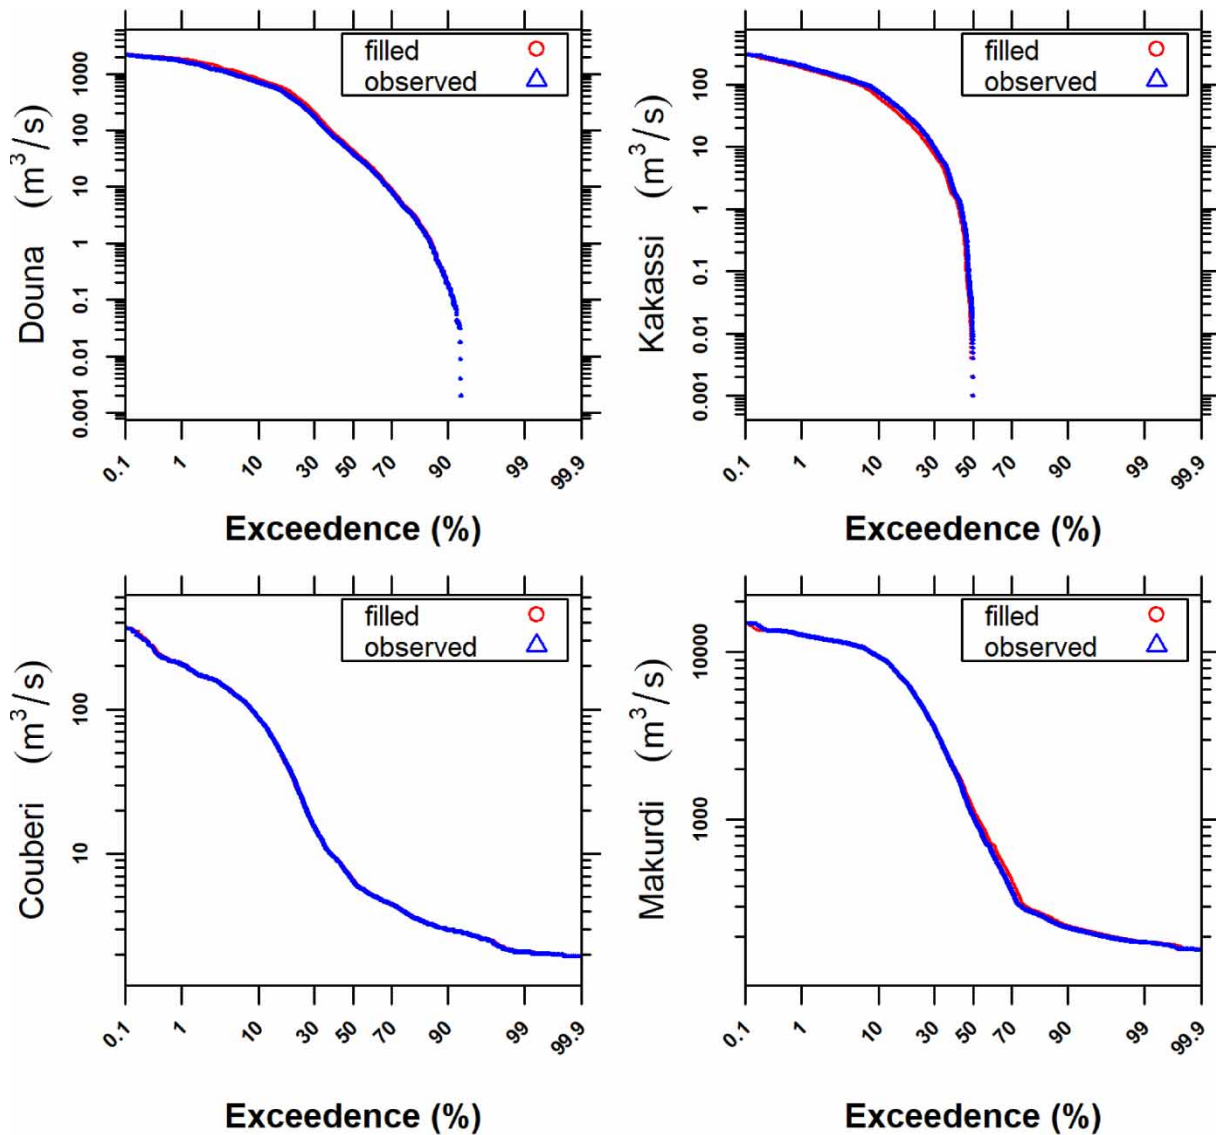 Douna (m³/s)
1000
100
10
1
0.1
0.01
0.001
filled
observed
0.1 1 10 30 50 70 90 99 99.9
Exceedence (%)
Kakassi (m³/s)
100
10
1
0.1
0.01
0.001
filled
observed
0.1 1 10 30 50 70 90 99 99.9
Exceedence (%)
Couberi (m³/s)
100
10
filled
observed
0.1 1 10 30 50 70 90 99 99.9
Exceedence (%)
Makurdi (m³/s)
10000
1000
filled
observed
0.1 1 10 30 50 70 90 99 99.9
Exceedence (%)